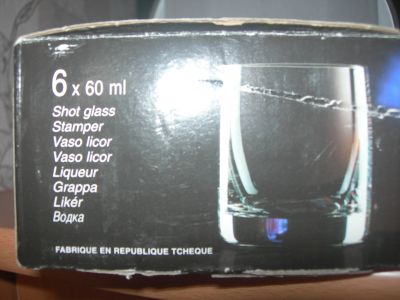 6 x 60 ml
Shot glass
Stamper
Vaso licor
Vaso licor
Liqueur
Grappa
Likér
Водка
FABRIQUE EN REPUBLIQUE TCHEQUE